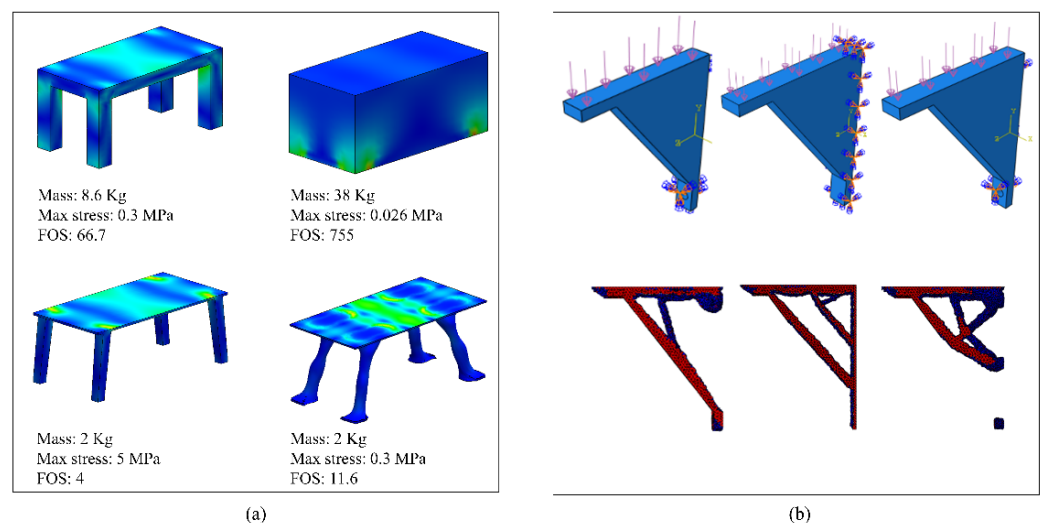 Mass: 8.6 Kg
Max stress: 0.3 MPa
FOS: 66.7
Mass: 38 Kg
Max stress: 0.026 MPa
FOS: 755
Mass: 2 Kg
Max stress: 5 MPa
FOS: 4
Mass: 2 Kg
Max stress: 0.3 MPa
FOS: 11.6
(a)
(b)